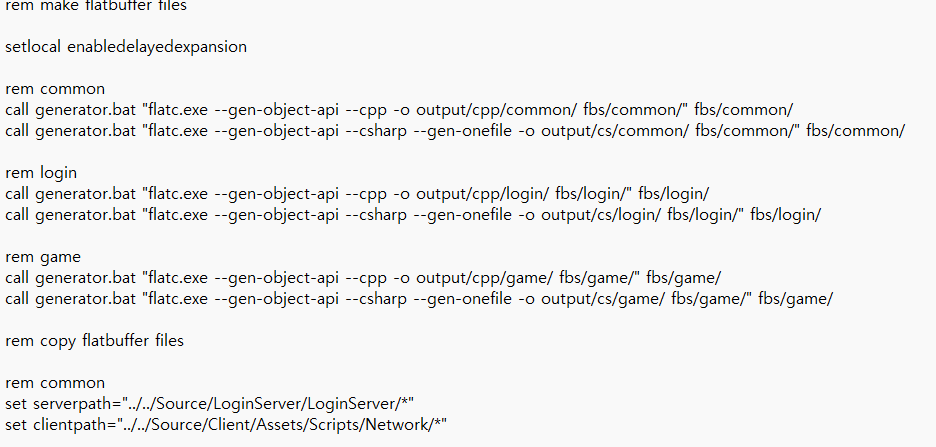 rem make flatbuffer files
setlocal enabledelayedexpansion
rem common
call generator.bat "flatc.exe --gen-object-api --cpp -o output/cpp/common/ fbs/common/" fbs/common/
call generator.bat "flatc.exe --gen-object-api --csharp --gen-onefile -o output/cs/common/ fbs/common/" fbs/common/
rem login
call generator.bat "flatc.exe --gen-object-api --cpp -o output/cpp/login/ fbs/login/" fbs/login/
call generator.bat "flatc.exe --gen-object-api --csharp --gen-onefile -o output/cs/login/ fbs/login/" fbs/login/
rem game
call generator.bat "flatc.exe --gen-object-api --cpp -o output/cpp/game/ fbs/game/" fbs/game/
call generator.bat "flatc.exe --gen-object-api --csharp --gen-onefile -o output/cs/game/ fbs/game/" fbs/game/
rem copy flatbuffer files
rem common
set serverpath="../../Source/LoginServer/LoginServer/*"
set clientpath="../../Source/Client/Assets/Scripts/Network/*"